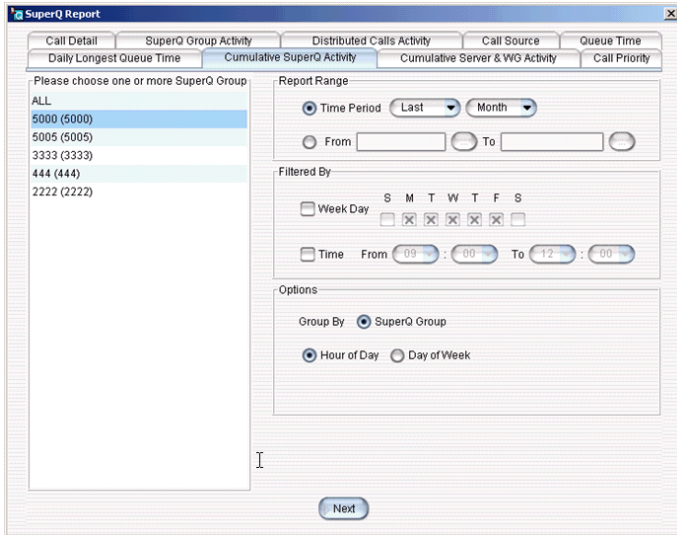 SuperQ Report
Call Detail SuperQ Group Activity Distributed Calls Activity Call Source Queue Time
Daily Longest Queue Time Cumulative SuperQ Activity Cumulative Server & WG Activity Call Priority
Please choose one or more SuperQ Group
ALL
5000 (5000)
5005 (5005)
3333 (3333)
444 (444)
2222 (2222)
Report Range
Time Period Last Month
From ... To ...
Filtered By
S M T W T F S
Week Day
Time From 09 : 00 To 12 : 00
Options
Group By SuperQ Group
Hour of Day Day of Week
Next